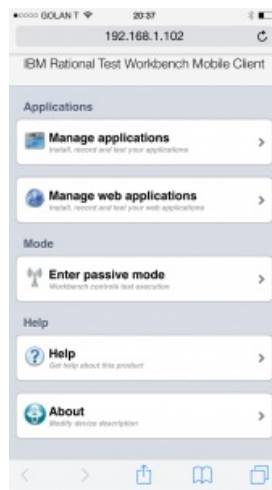 GOLAN T 20:37
192.168.1.102
IBM Rational Test Workbench Mobile Client
Applications
Manage applications
Install, record and test your applications
Manage web applications
Install, record and test your web applications
Mode
Enter passive mode
Workbench controls test execution
Help
Help
Get help about this product
About
Modify device description